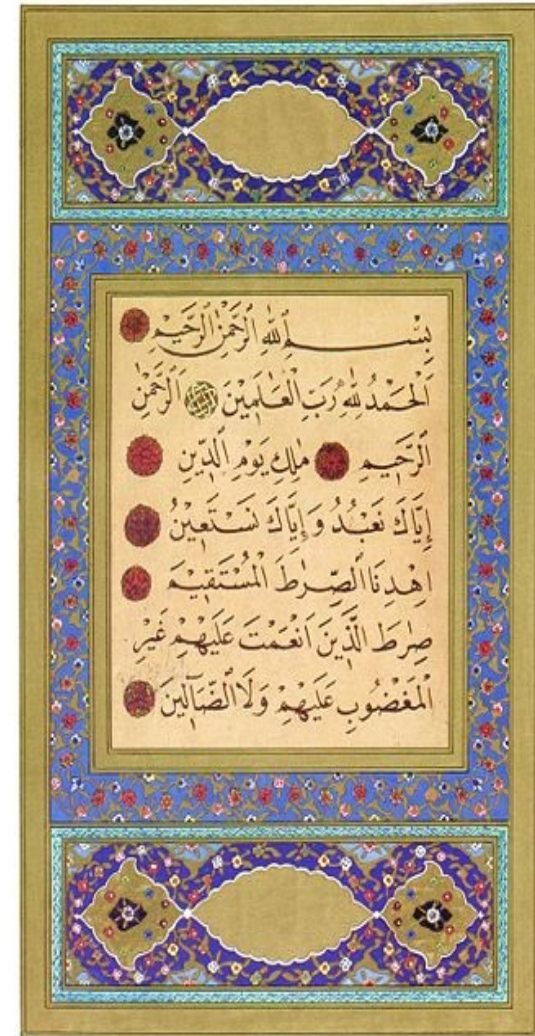 بِسْمِ اللّٰهِ الرَّحْمٰنِ الرَّحٖيمِ
اَلْحَمْدُ لِلّٰهِ رَبِّ الْعَالَمٖينَ اَلرَّحْمٰنِ
الرَّحٖيمِ مٰلِكِ يَوْمِ الدّٖينِ
اِيَّاكَ نَعْبُدُ وَاِيَّاكَ نَسْتَعٖينُ
اِهْدِنَا الصِّرَاطَ الْمُسْتَقٖيمَ
صِرَاطَ الَّذٖينَ اَنْعَمْتَ عَلَيْهِمْ غَيْرِ
الْمَغْضُوبِ عَلَيْهِمْ وَلَا الضَّٓالّٖينَ